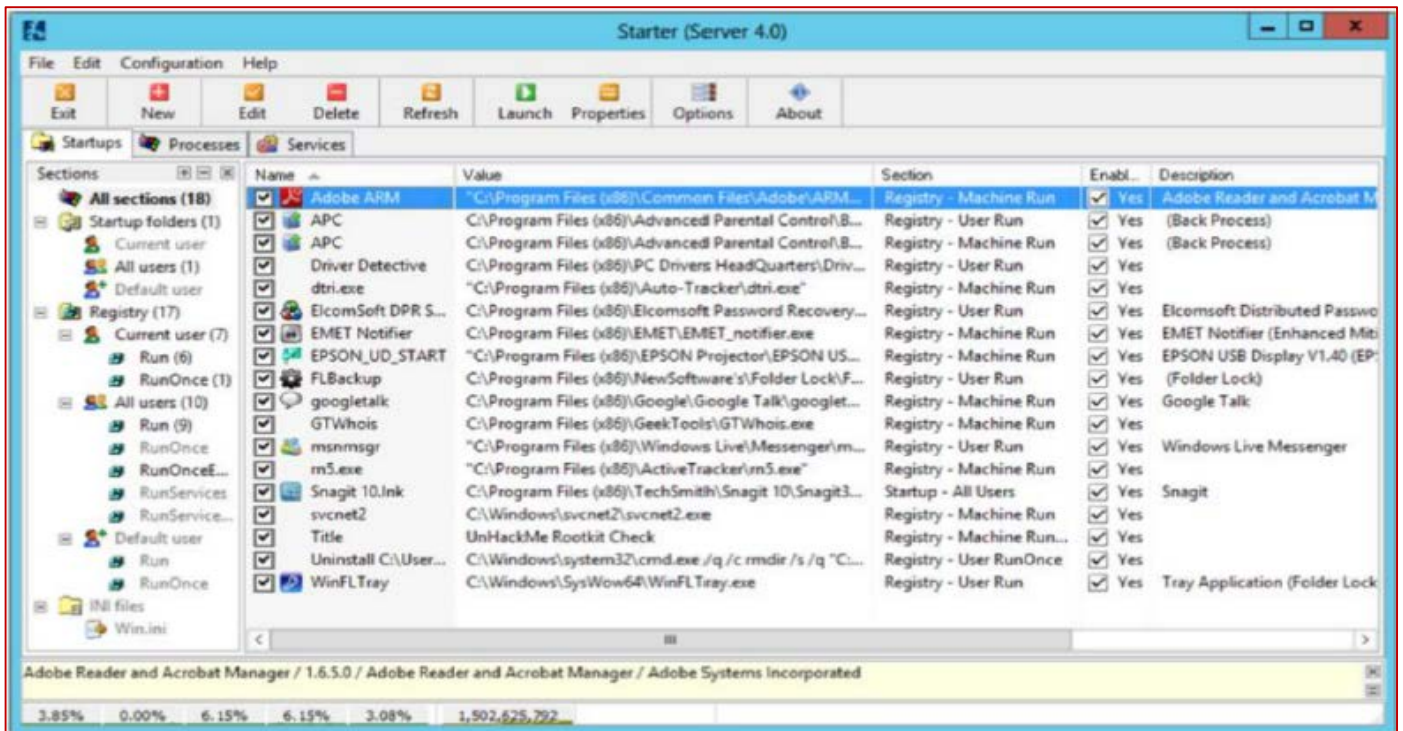 Starter (Server 4.0)
File Edit Configuration Help
Exit New Edit Delete Refresh Launch Properties Options About
Startups Processes Services
Sections
All sections (18)
Startup folders (1)
Current user
All users (1)
Default user
Registry (17)
Current user (7)
Run (6)
RunOnce (1)
All users (10)
Run (9)
RunOnce
RunOnceE...
RunServices
RunService...
Default user
Run
RunOnce
INI files
Win.ini
Name Value Section Enabl... Description
Adobe ARM "C:\Program Files (x86)\Common Files\Adobe\ARM... Registry - Machine Run Yes Adobe Reader and Acrobat M
APC C:\Program Files (x86)\Advanced Parental Control\B... Registry - User Run Yes (Back Process)
APC C:\Program Files (x86)\Advanced Parental Control\B... Registry - Machine Run Yes (Back Process)
Driver Detective C:\Program Files (x86)\PC Drivers HeadQuarters\Driv... Registry - User Run Yes
dtri.exe "C:\Program Files (x86)\Auto-Tracker\dtri.exe" Registry - Machine Run Yes
ElcomSoft DPR S... C:\Program Files (x86)\Elcomsoft Password Recovery... Registry - Machine Run Yes Elcomsoft Distributed Passwo
EMET Notifier C:\Program Files (x86)\EMET\EMET_notifier.exe Registry - Machine Run Yes EMET Notifier (Enhanced Miti
EPSON_UD_START "C:\Program Files (x86)\EPSON Projector\EPSON US... Registry - Machine Run Yes EPSON USB Display V1.40 (EP
FLBackup C:\Program Files (x86)\NewSoftware's\Folder Lock\F... Registry - User Run Yes (Folder Lock)
googletalk C:\Program Files (x86)\Google\Google Talk\googlet... Registry - Machine Run Yes Google Talk
GTWhois C:\Program Files (x86)\GeekTools\GTWhois.exe Registry - Machine Run Yes
msnmsgr "C:\Program Files (x86)\Windows Live\Messenger\m... Registry - User Run Yes Windows Live Messenger
rn5.exe "C:\Program Files (x86)\ActiveTracker\rn5.exe" Registry - Machine Run Yes
Snagit 10.lnk C:\Program Files (x86)\TechSmitlh\Snagit 10\Snagit3... Startup - All Users Yes Snagit
svcnet2 C:\Windows\svcnet2\svcnet2.exe Registry - Machine Run Yes
Title UnHackMe Rootkit Check Registry - Machine Run... Yes
Uninstall C:\User... C:\Windows\system32\cmd.exe /q /c rmdir /s /q "C:... Registry - User RunOnce Yes
WinFLTray C:\Windows\SysWow64\WinFLTray.exe Registry - User Run Yes Tray Application (Folder Lock
Adobe Reader and Acrobat Manager / 1.6.5.0 / Adobe Reader and Acrobat Manager / Adobe Systems Incorporated
3.85% 0.00% 6.15% 6.15% 3.08% 1,502,625,792